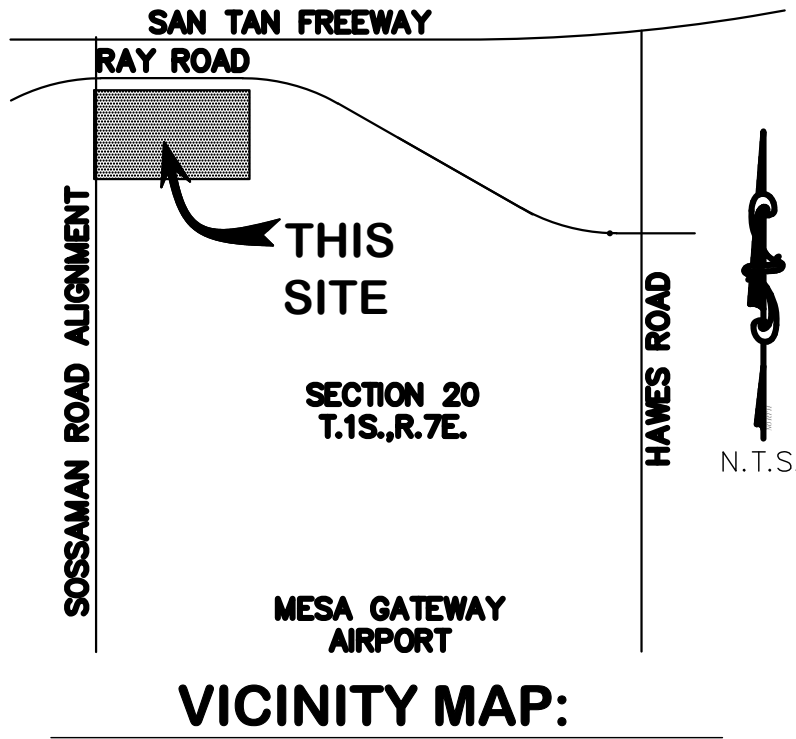 SAN TAN FREEWAY
RAY ROAD
THIS
SITE
SOSSAMAN ROAD ALIGNMENT
HAWES ROAD
SECTION 20
T.1S.,R.7E.
N.T.S.
MESA GATEWAY
AIRPORT
VICINITY MAP: